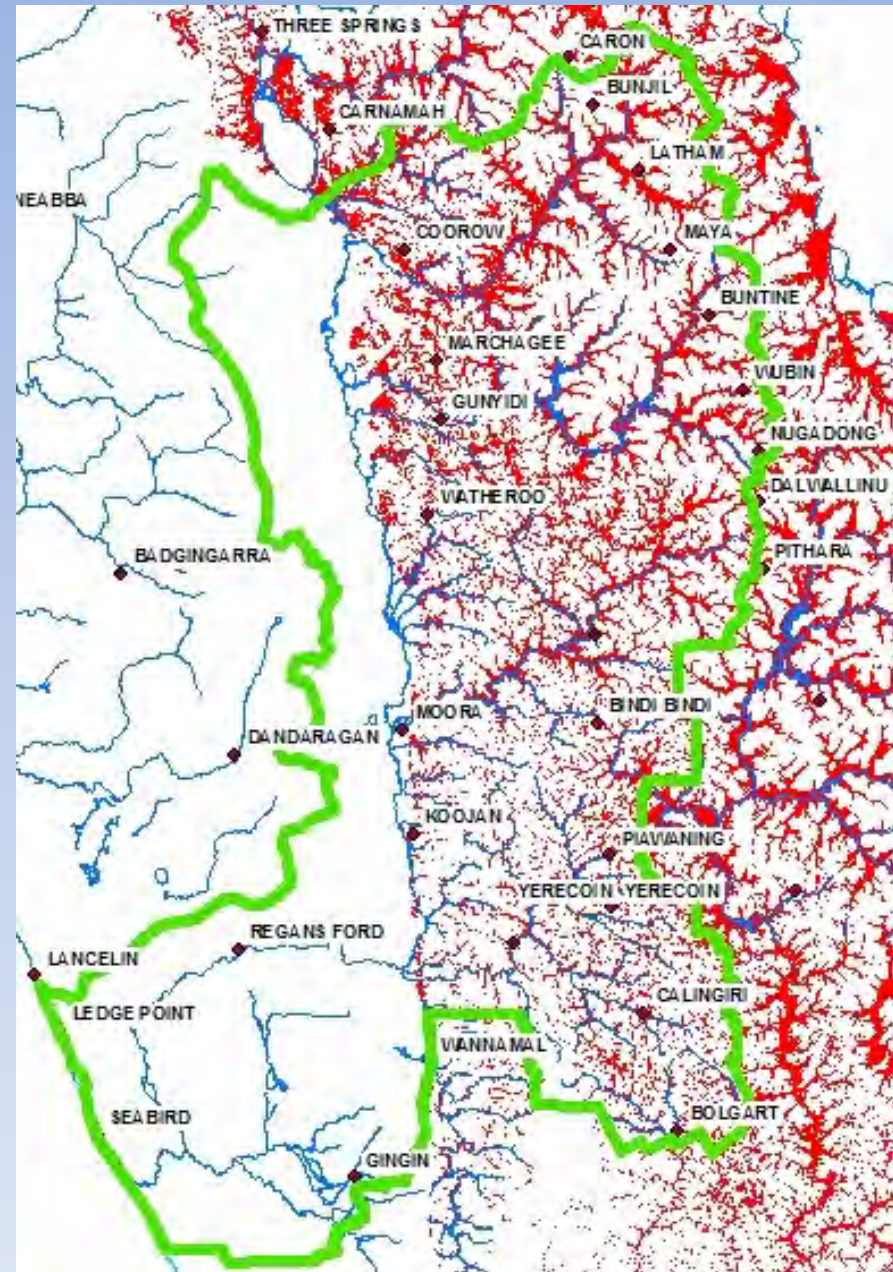 THREE SPRINGS
CARON
BUNJIL
CARNAMAH
LATHAM
NEABBA
COOROW
MAYA
BUNTINE
MARCHAGEE
WUBIN
GUNYIDI
NUGADONG
WATHEROO
DALWALLINU
BADGINGARRA
PITHARA
BINDI BINDI
MOORA
DANDARAGAN
KOOJAN
PIAWANING
YERECOIN YERECOIN
REGANS FORD
LANCELIN
LEDGE POINT
CALINGIRI
WANNAMAL
SEABIRD
BOLGART
GINGIN